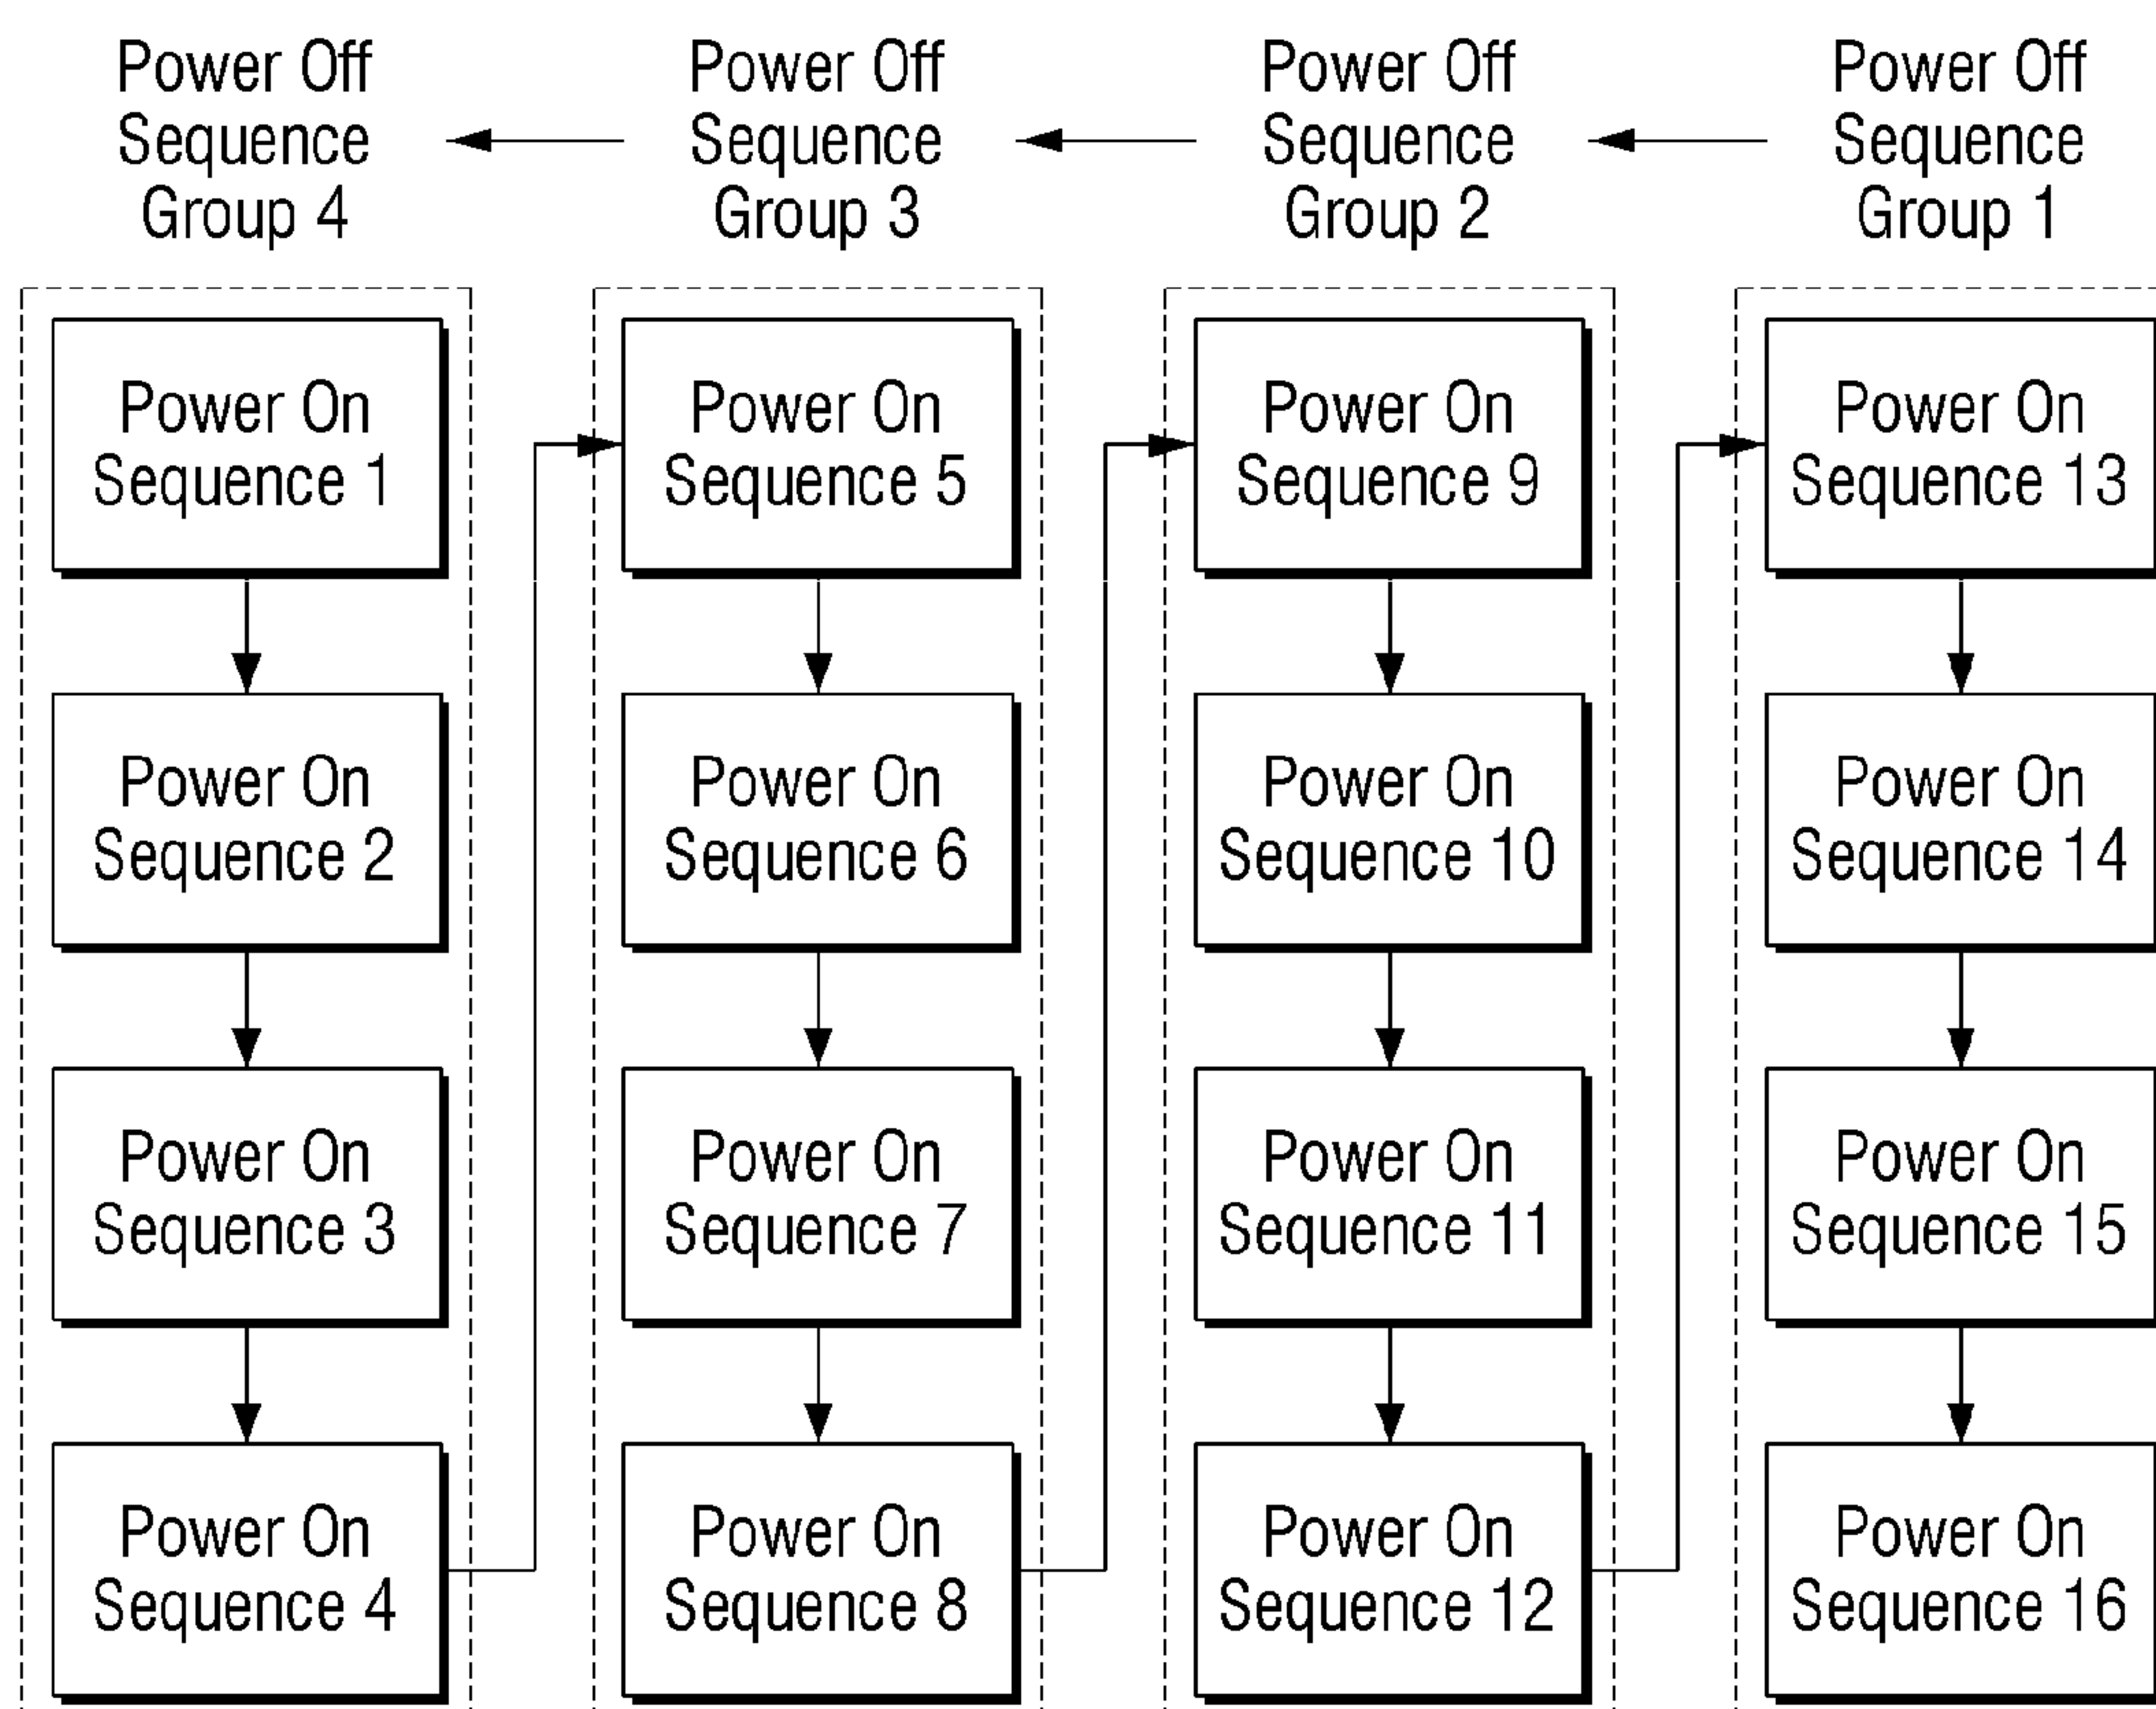 Power Off
Sequence
Group 4
Power Off
Sequence
Group 3
Power Off
Sequence
Group 2
Power Off
Sequence
Group 1
Power On
Sequence 1
Power On
Sequence 2
Power On
Sequence 3
Power On
Sequence 4
Power On
Sequence 5
Power On
Sequence 6
Power On
Sequence 7
Power On
Sequence 8
Power On
Sequence 9
Power On
Sequence 10
Power On
Sequence 11
Power On
Sequence 12
Power On
Sequence 13
Power On
Sequence 14
Power On
Sequence 15
Power On
Sequence 16